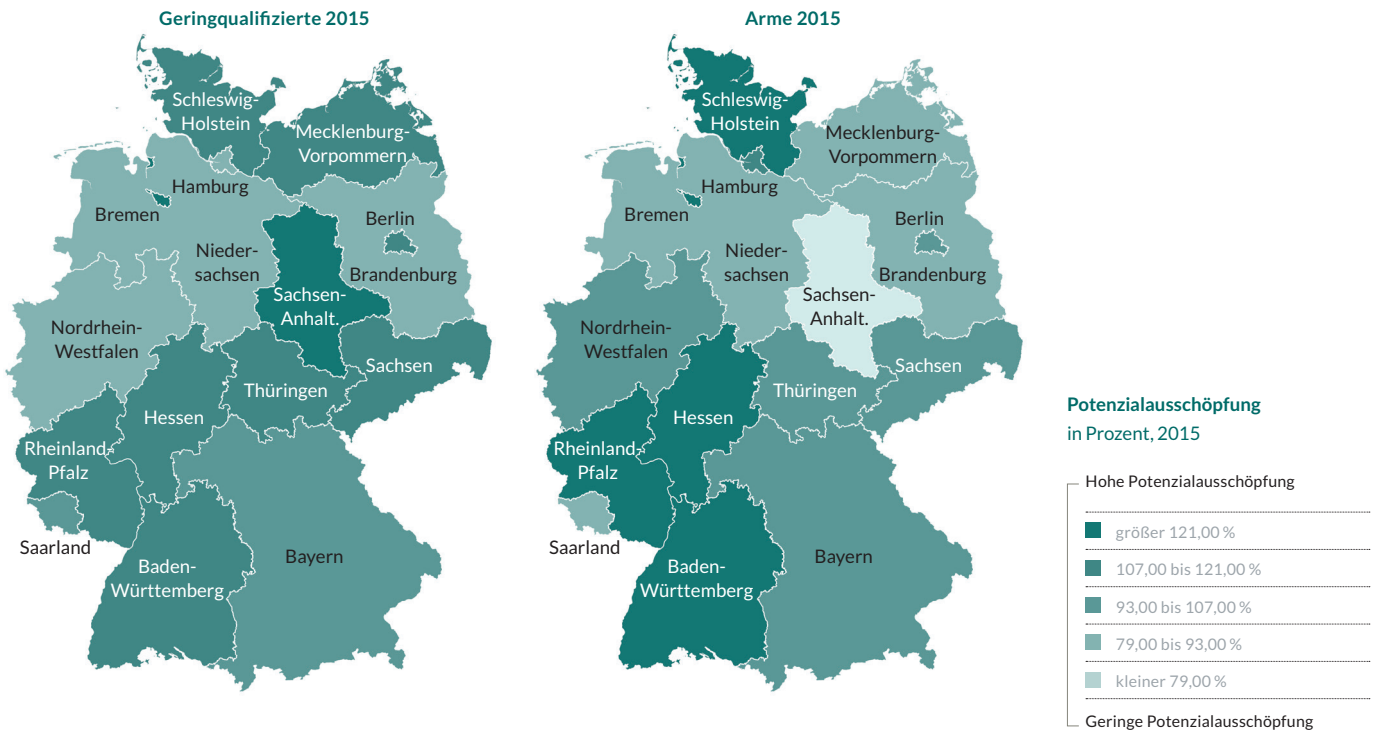 Geringqualifizierte 2015
Schleswig-
Holstein
Mecklenburg-
Vorpommern
Hamburg
Bremen
Berlin
Nieder-
sachsen
Brandenburg
Sachsen-
Anhalt.
Nordrhein-
Westfalen
Sachsen
Thüringen
Hessen
Rheinland-
Pfalz
Saarland
Bayern
Baden-
Württemberg
Arme 2015
Schleswig-
Holstein
Mecklenburg-
Vorpommern
Hamburg
Bremen
Berlin
Nieder-
sachsen
Brandenburg
Sachsen-
Anhalt.
Nordrhein-
Westfalen
Sachsen
Thüringen
Hessen
Rheinland-
Pfalz
Saarland
Bayern
Baden-
Württemberg
Potenzialausschöpfung
in Prozent, 2015
Hohe Potenzialausschöpfung
größer 121,00 %
107,00 bis 121,00 %
93,00 bis 107,00 %
79,00 bis 93,00 %
kleiner 79,00 %
Geringe Potenzialausschöpfung